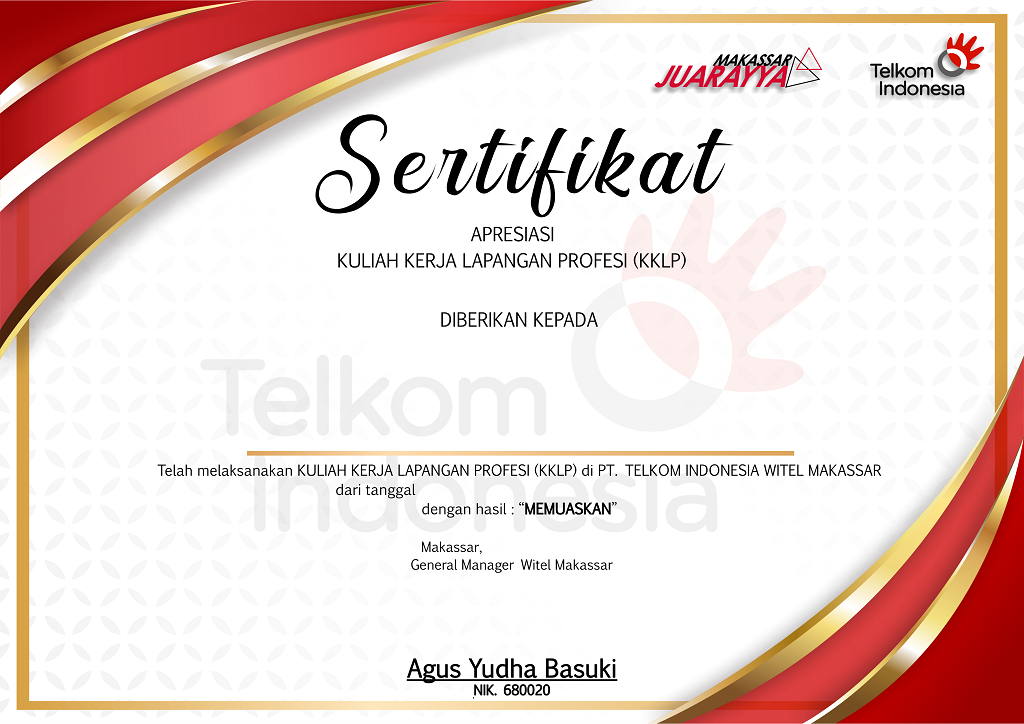 MAKASSAR
JUARAYYA
Telkom
Indonesia
Sertifikat
APRESIASI
KULIAH KERJA LAPANGAN PROFESI (KKLP)
DIBERIKAN KEPADA
Telkom
Indonesia
Telah melaksanakan KULIAH KERJA LAPANGAN PROFESI (KKLP) di PT. TELKOM INDONESIA WITEL MAKASSAR
dari tanggal
dengan hasil : “MEMUASKAN”
Makassar,
General Manager Witel Makassar
Agus Yudha Basuki
NIK. 680020